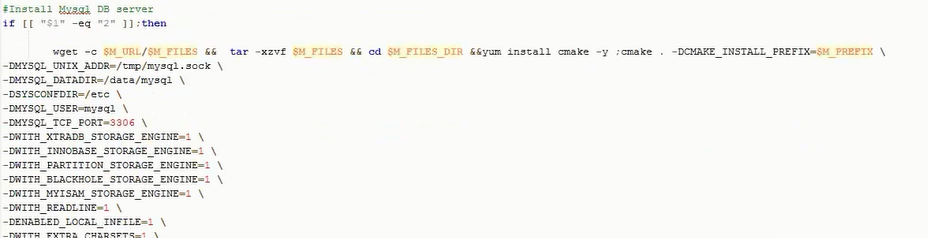 #Install Mysql DB server
if [[ "$1" -eq "2" ]];then
wget -c $M_URL/$M_FILES &&  tar -xzvf $M_FILES && cd $M_FILES_DIR &&yum install cmake -y ;cmake . -DCMAKE_INSTALL_PREFIX=$M_PREFIX \
-DMYSQL_UNIX_ADDR=/tmp/mysql.sock \
-DMYSQL_DATADIR=/data/mysql \
-DSYSCONFDIR=/etc \
-DMYSQL_USER=mysql \
-DMYSQL_TCP_PORT=3306 \
-DWITH_XTRADB_STORAGE_ENGINE=1 \
-DWITH_INNOBASE_STORAGE_ENGINE=1 \
-DWITH_PARTITION_STORAGE_ENGINE=1 \
-DWITH_BLACKHOLE_STORAGE_ENGINE=1 \
-DWITH_MYISAM_STORAGE_ENGINE=1 \
-DWITH_READLINE=1 \
-DENABLED_LOCAL_INFILE=1 \
-DWITH_EXTRA_CHARSETS=1 \